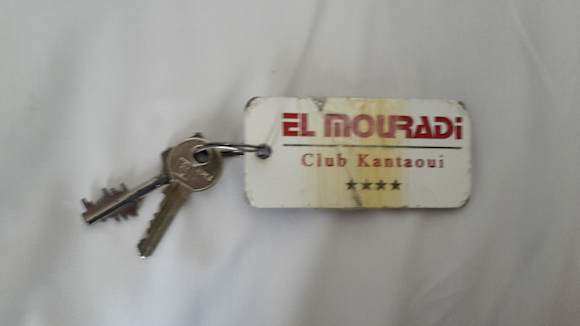 EL MOURADI
Club Kantaoui
★★★★